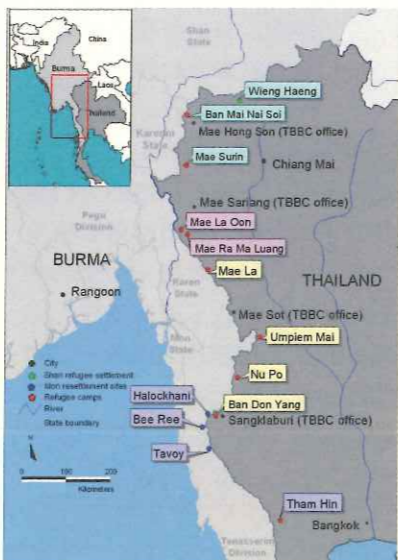 China
India
Burma
Laos
Thailand
Shan
State
Wieng Haeng
Ban Mai Nai Soi
Mae Hong Son (TBBC office)
Karenni
State
Mae Surin
Chiang Mai
Mae Sariang (TBBC office)
Pegu
Division
Mae La Oon
Mae Ra Ma Luang
BURMA
Mae La
THAILAND
Karen
State
Rangoon
Mae Sot (TBBC office)
Mon
State
Umpiem Mai
City
Shan refugee settlement
Mon resettlement sites
Refugee camps
River
State boundary
Nu Po
Halockhani
Ban Don Yang
Bee Ree
Sangklaburi (TBBC office)
Tavoy
N
0 100 200
Kilometers
Tham Hin
Bangkok
Tenasserim
Division